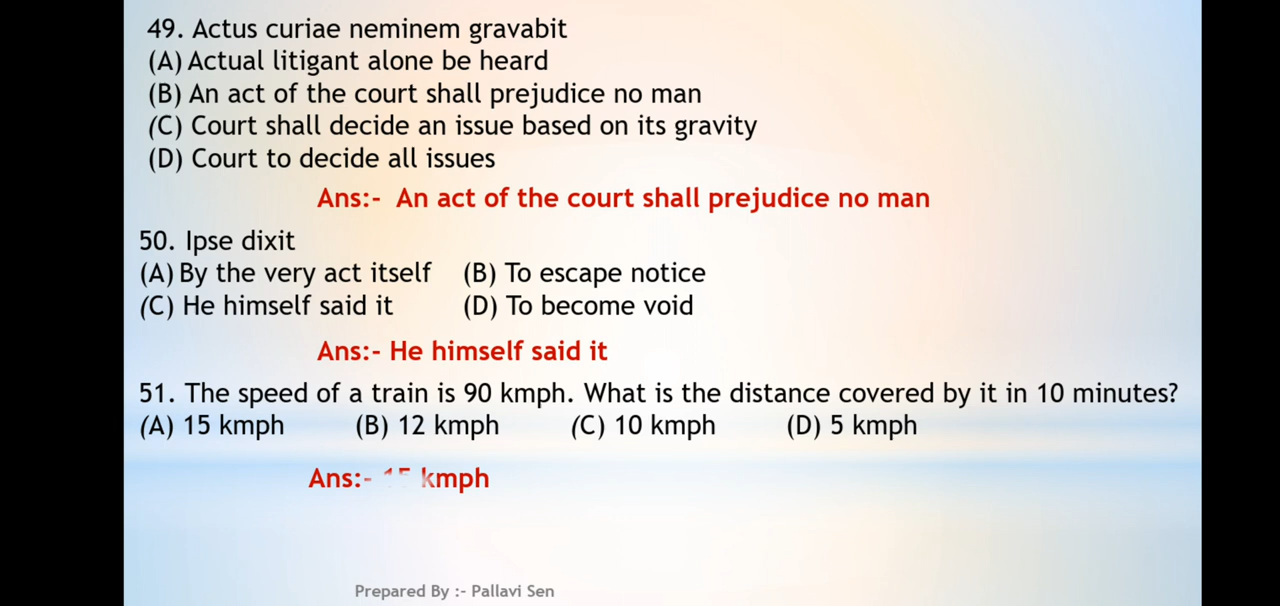 49. Actus curiae neminem gravabit
(A) Actual litigant alone be heard
(B) An act of the court shall prejudice no man
(C) Court shall decide an issue based on its gravity
(D) Court to decide all issues
Ans:- An act of the court shall prejudice no man
50. Ipse dixit
(A) By the very act itself (B) To escape notice
(C) He himself said it (D) To become void
Ans:- He himself said it
51. The speed of a train is 90 kmph. What is the distance covered by it in 10 minutes?
(A) 15 kmph (B) 12 kmph (C) 10 kmph (D) 5 kmph
Ans:- 15 kmph
Prepared By :- Pallavi Sen